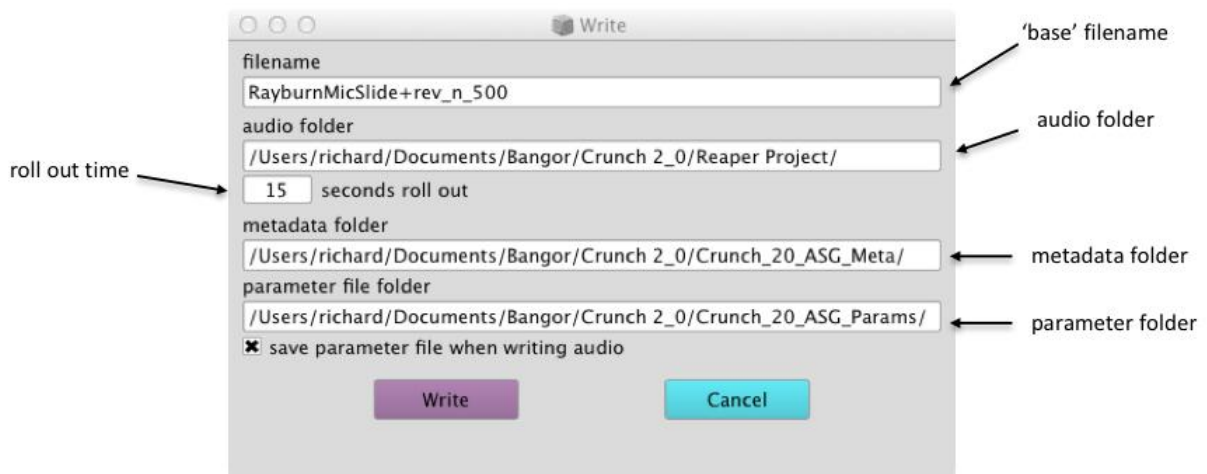 Write
'base' filename
filename
RayburnMicSlide+rev_n_500
audio folder
audio folder
/Users/richard/Documents/Bangor/Crunch 2_0/Reaper Project/
roll out time
15 seconds roll out
metadata folder
/Users/richard/Documents/Bangor/Crunch 2_0/Crunch_20_ASG_Meta/
metadata folder
parameter file folder
/Users/richard/Documents/Bangor/Crunch 2_0/Crunch_20_ASG_Params/
parameter folder
save parameter file when writing audio
Write
Cancel